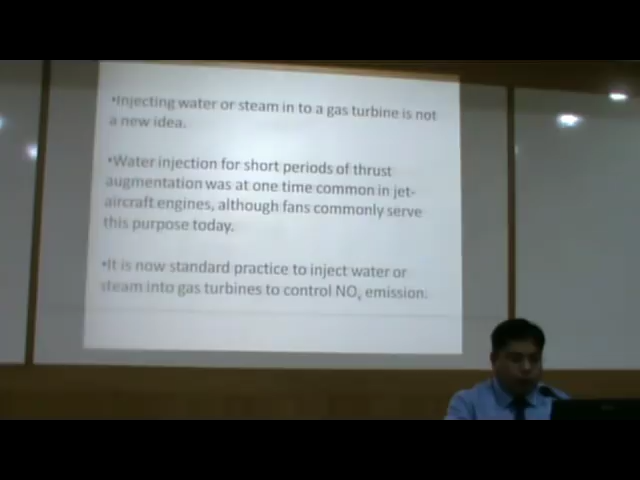 •Injecting water or steam in to a gas turbine is not
a new idea.
•Water injection for short periods of thrust
augmentation was at one time common in jet-
aircraft engines, although fans commonly serve
this purpose today.
•It is now standard practice to inject water or
steam into gas turbines to control NOx emission.